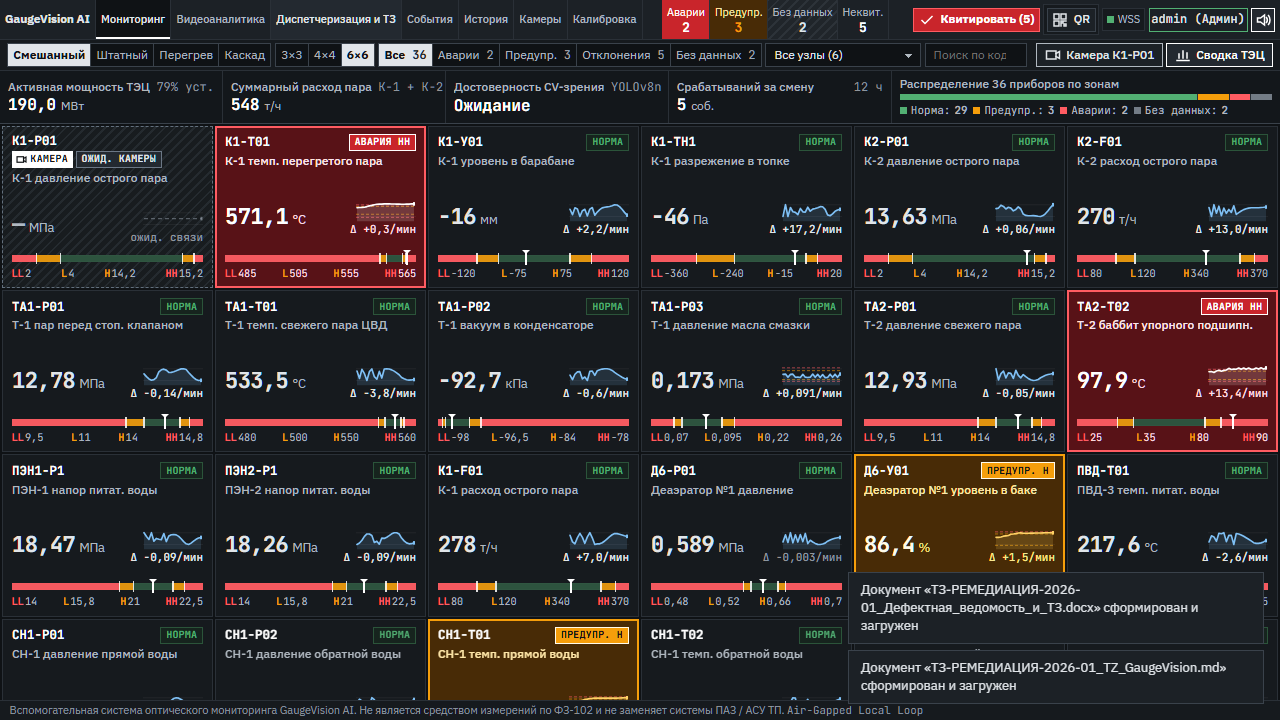 GaugeVision AI Мониторинг Видеоаналитика Диспетчеризация и ТЗ События История Камеры Калибровка Аварии 2 Предупр. 3 Без данных 2 Неквит. 5 Квитировать (5) QR WSS admin (Админ)
Смешанный Штатный Перегрев Каскад 3×3 4×4 6×6 Все 36 Аварии 2 Предупр. 3 Отклонения 5 Без данных 2 Все узлы (6) Поиск по код Камера К1-Р01 Сводка ТЭЦ
Активная мощность ТЭЦ 79% уст. Суммарный расход пара К-1 + К-2 Достоверность CV-зрения YOLOv8n Срабатываний за смену 12 ч Распределение 36 приборов по зонам
190,0 МВт 548 т/ч Ожидание 5 соб.
Норма: 29 Предупр.: 3 Аварии: 2 Без данных: 2
К1-Р01 К1-Т01 АВАРИЯ НН К1-У01 НОРМА К1-ТН1 НОРМА К2-Р01 НОРМА К2-F01 НОРМА
КАМЕРА ОЖИД. КАМЕРЫ К-1 темп. перегретого пара К-1 уровень в барабане К-1 разрежение в топке К-2 давление острого пара К-2 расход острого пара
К-1 давление острого пара
— МПа 571,1 °C -16 мм -46 Па 13,63 МПа 270 т/ч
ожид. связи Δ +0,3/мин Δ +2,2/мин Δ +17,2/мин Δ +0,06/мин Δ +13,0/мин
LL2 L4 H14,2 HH15,2 LL485 L505 H555 HH565 LL-120 L-75 H75 HH120 LL-360 L-240 H-15 HH20 LL2 L4 H14,2 HH15,2 LL80 L120 H340 HH370
ТА1-Р01 НОРМА ТА1-Т01 НОРМА ТА1-Р02 НОРМА ТА1-Р03 НОРМА ТА2-Р01 НОРМА ТА2-Т02 АВАРИЯ НН
Т-1 пар перед стоп. клапаном Т-1 темп. свежего пара ЦВД Т-1 вакуум в конденсаторе Т-1 давление масла смазки Т-2 давление свежего пара Т-2 баббит упорного подшипн.
12,78 МПа 533,5 °C -92,7 кПа 0,173 МПа 12,93 МПа 97,9 °C
Δ -0,14/мин Δ -3,8/мин Δ -0,6/мин Δ +0,091/мин Δ -0,05/мин Δ +13,4/мин
LL9,5 L11 H14 HH14,8 LL480 L500 H550 HH560 LL-98 L-96,5 H-84 HH-78 LL0,07 L0,095 H0,22 HH0,26 LL9,5 L11 H14 HH14,8 LL25 L35 H80 HH90
ПЭН1-Р1 НОРМА ПЭН2-Р1 НОРМА К1-F01 НОРМА Д6-Р01 НОРМА Д6-У01 ПРЕДУПР. Н ПВД-Т01 НОРМА
ПЭН-1 напор питат. воды ПЭН-2 напор питат. воды К-1 расход острого пара Деаэратор №1 давление Деаэратор №1 уровень в баке ПВД-3 темп. питат. воды
18,47 МПа 18,26 МПа 278 т/ч 0,589 МПа 86,4 % 217,6 °C
Δ -0,09/мин Δ -0,09/мин Δ +7,0/мин Δ -0,003/мин Δ +1,5/мин Δ -2,6/мин
LL14 L15,8 H21 HH22,5 LL14 L15,8 H21 HH22,5 LL80 L120 H340 HH370 LL0,48 L0,52 H0,66 HH0,7
СН1-Р01 НОРМА СН1-Р02 НОРМА СН1-Т01 ПРЕДУПР. Н СН1-Т02 НОРМА
СН-1 давление прямой воды СН-1 давление обратной воды СН-1 темп. прямой воды СН-1 темп. обратной воды
Документ «ТЗ-РЕМЕДИАЦИЯ-2026-
01_Дефектная_ведомость_и_ТЗ.docx» сформирован и
загружен
Документ «ТЗ-РЕМЕДИАЦИЯ-2026-01_TZ_GaugeVision.md»
сформирован и загружен
Вспомогательная система оптического мониторинга GaugeVision AI. Не является средством измерений по ФЗ-102 и не заменяет системы ПАЗ / АСУ ТП. Air-Gapped Local Loop